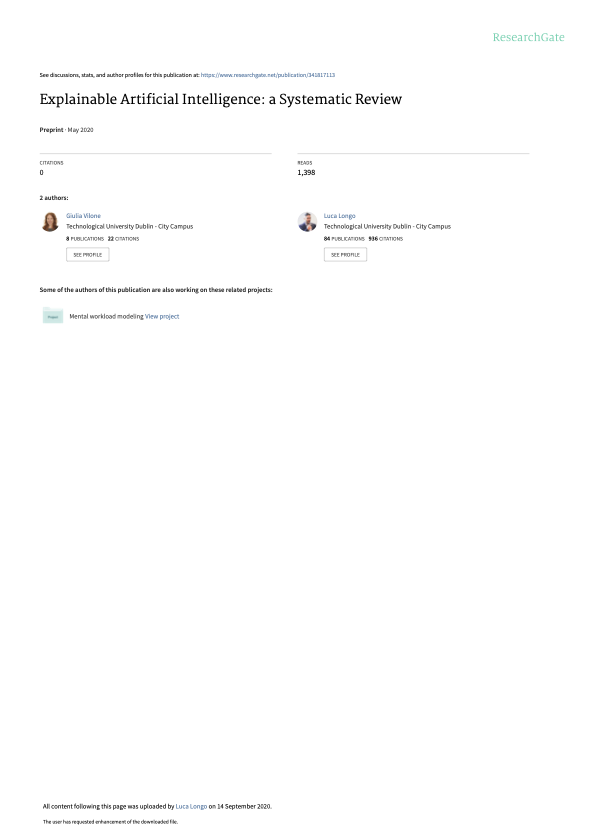 ResearchGate
See discussions, stats, and author profiles for this publication at: https://www.researchgate.net/publication/341817113
Explainable Artificial Intelligence: a Systematic Review
Preprint · May 2020
CITATIONS
0
READS
1,398
2 authors:
Giulia Vilone
Technological University Dublin - City Campus
8 PUBLICATIONS 22 CITATIONS
SEE PROFILE
Luca Longo
Technological University Dublin - City Campus
84 PUBLICATIONS 936 CITATIONS
SEE PROFILE
Some of the authors of this publication are also working on these related projects:
Project
Mental workload modeling View project
All content following this page was uploaded by Luca Longo on 14 September 2020.
The user has requested enhancement of the downloaded file.